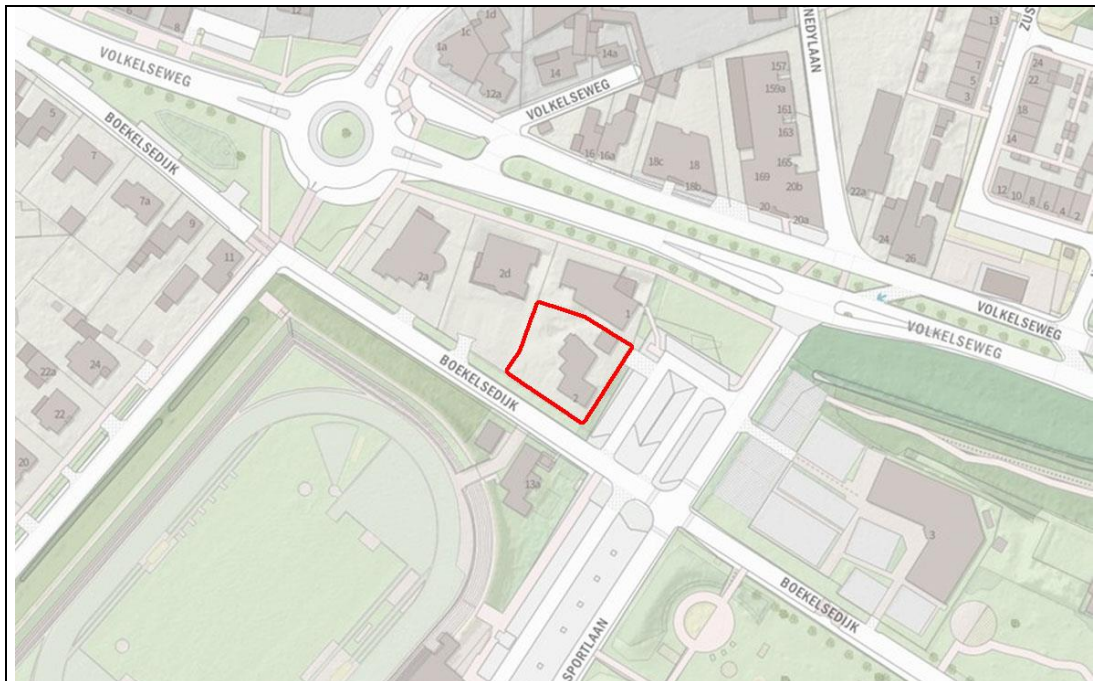 VOLKELSEWEG
BOEKELSEDIJK
6
8
12
1d
1c
1a
12a
14a
14
VOLKELSEWEG
NEDYLAAN
157
159a
161
163
165
169
20b
20
20a
16
16a
18c
18
18b
13
ZUS
7
5
3
24
22
18
14
12
10
8
6
4
2
22a
24
26
VOLKELSEWEG
VOLKELSEWEG
5
7
7a
9
11
2a
2d
1
2
BOEKELSEDIJK
22a
24
22
20
13a
3
SPORTLAAN
BOEKELSEDIJK